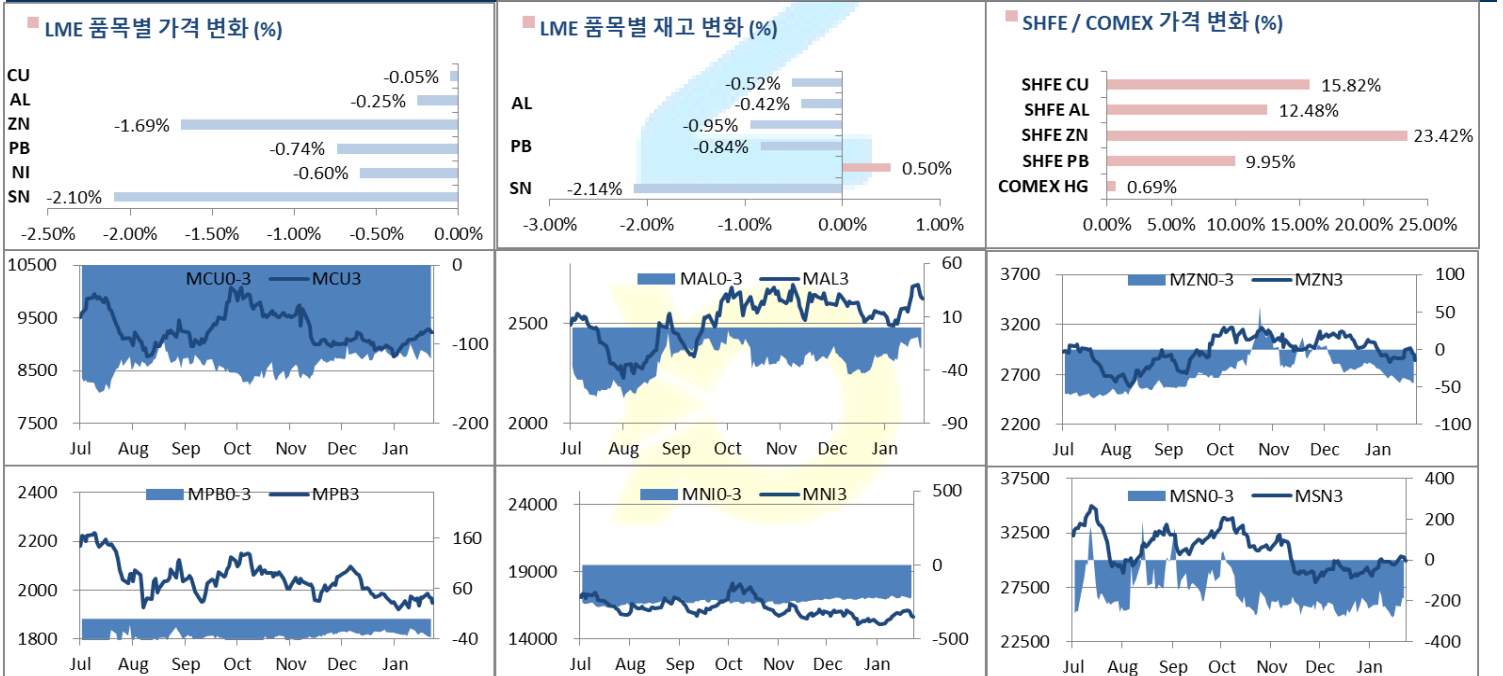 LME 품목별 가격 변화 (%)
CU
-0.05%
AL
-0.25%
ZN
-1.69%
PB
-0.74%
NI
-0.60%
SN
-2.10%
-2.50% -2.00% -1.50% -1.00% -0.50% 0.00%
LME 품목별 재고 변화 (%)
-0.52%
AL
-0.42%
-0.95%
PB
-0.84%
0.50%
SN
-2.14%
-3.00% -2.00% -1.00% 0.00% 1.00%
SHFE / COMEX 가격 변화 (%)
SHFE CU
15.82%
SHFE AL
12.48%
SHFE ZN
23.42%
SHFE PB
9.95%
COMEX HG
0.69%
0.00% 5.00% 10.00% 15.00% 20.00% 25.00%
MCU0-3 MCU3
10500 0
9500
-100
8500
7500 -200
Jul Aug Sep Oct Nov Dec Jan
MAL0-3 MAL3
60
2500 10
-40
2000 -90
Jul Aug Sep Oct Nov Dec Jan
MZN0-3 MZN3
3700 100
3200 50
0
2700 -50
2200 -100
Jul Aug Sep Oct Nov Dec Jan
MPB0-3 MPB3
2400
2200 160
2000 60
1800 -40
Jul Aug Sep Oct Nov Dec Jan
MNI0-3 MNI3
24000 500
19000 0
14000 -500
Jul Aug Sep Oct Nov Dec Jan
MSN0-3 MSN3
37500 400
32500 200
0
27500 -200
22500 -400
Jul Aug Sep Oct Nov Dec Jan